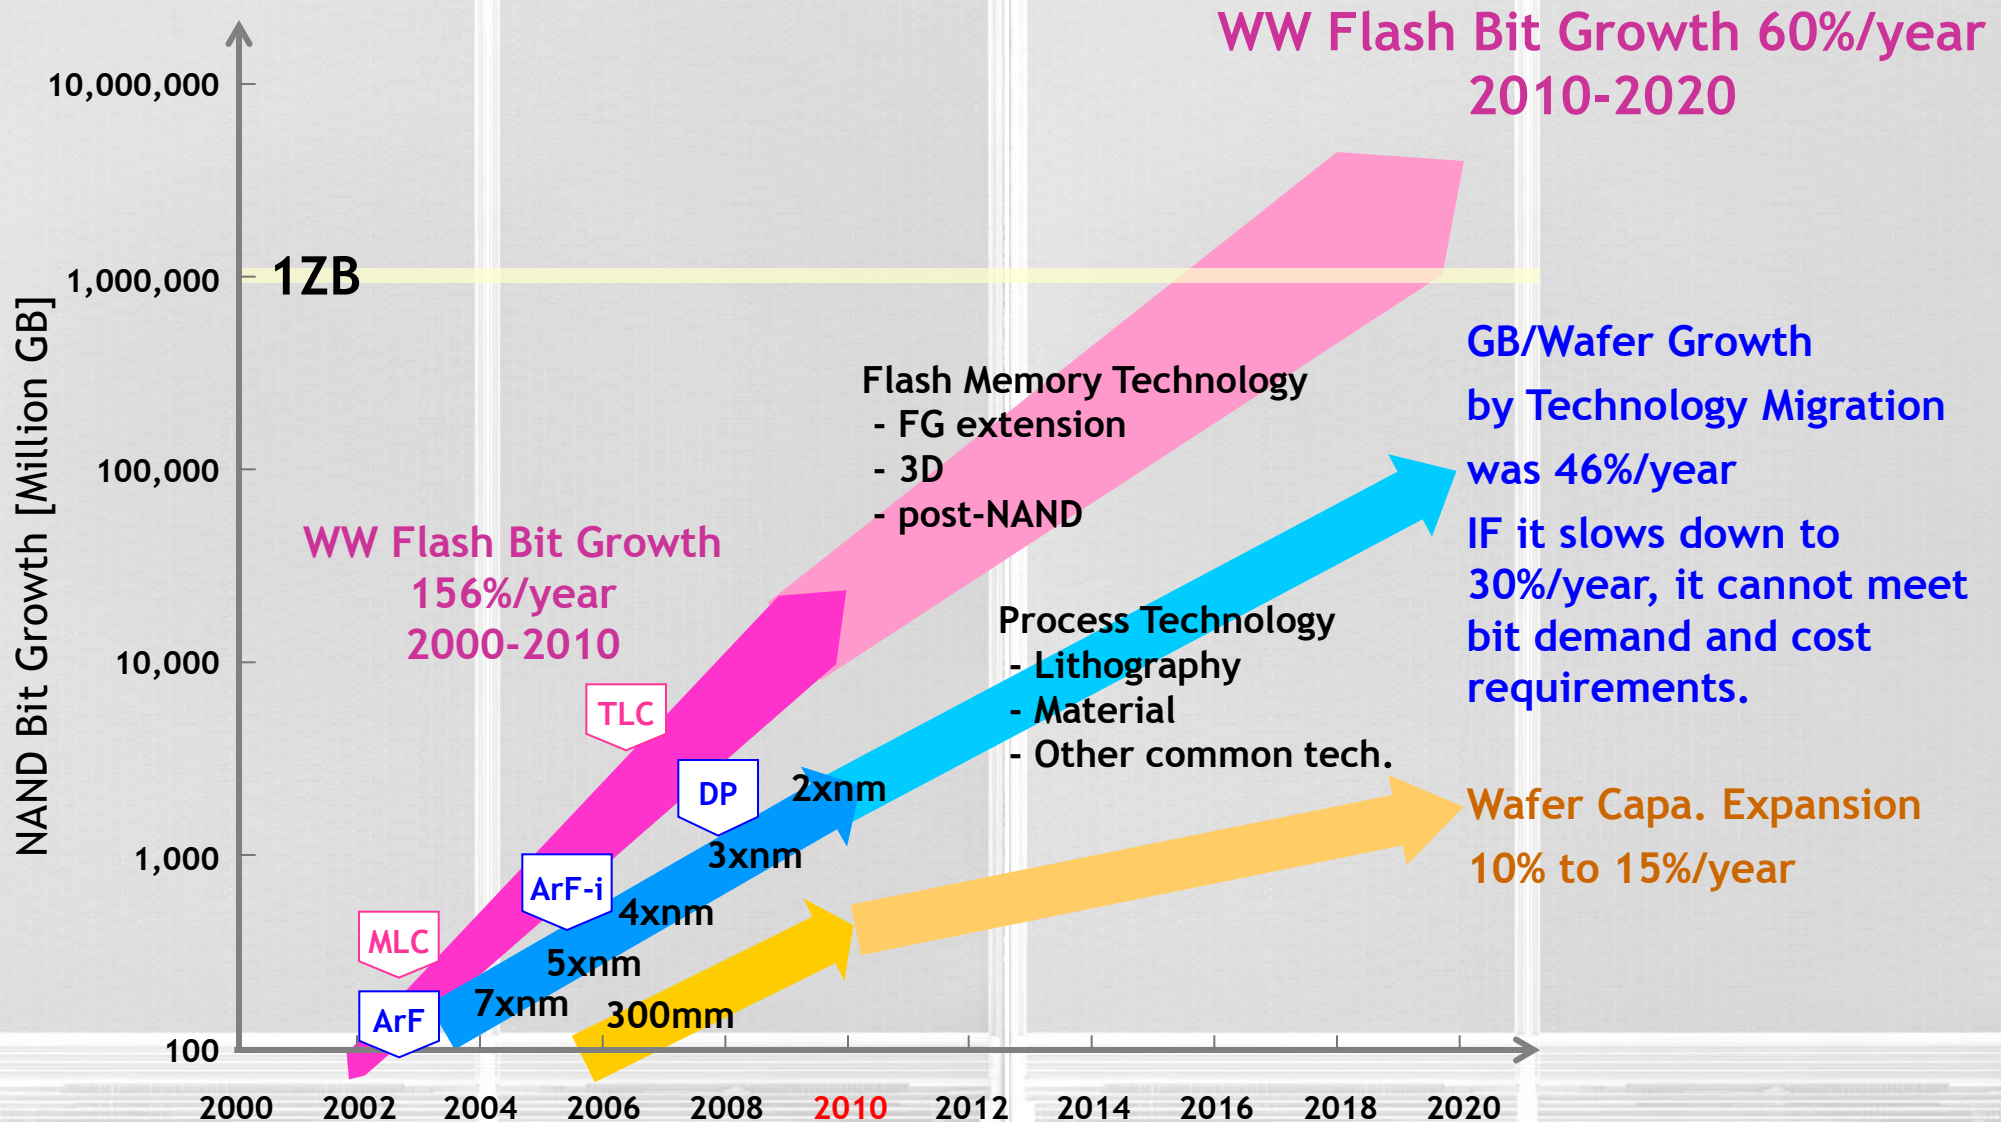 WW Flash Bit Growth 60%/year
2010-2020
NAND Bit Growth [Million GB]
10,000,000
1,000,000
100,000
10,000
1,000
100
1ZB
WW Flash Bit Growth
156%/year
2000-2010
Flash Memory Technology
- FG extension
- 3D
- post-NAND
GB/Wafer Growth
by Technology Migration
was 46%/year
IF it slows down to
30%/year, it cannot meet
bit demand and cost
requirements.
Process Technology
- Lithography
- Material
- Other common tech.
Wafer Capa. Expansion
10% to 15%/year
TLC
DP
2xnm
3xnm
ArF-i
4xnm
MLC
5xnm
7xnm
ArF
300mm
2000 2002 2004 2006 2008 2010 2012 2014 2016 2018 2020